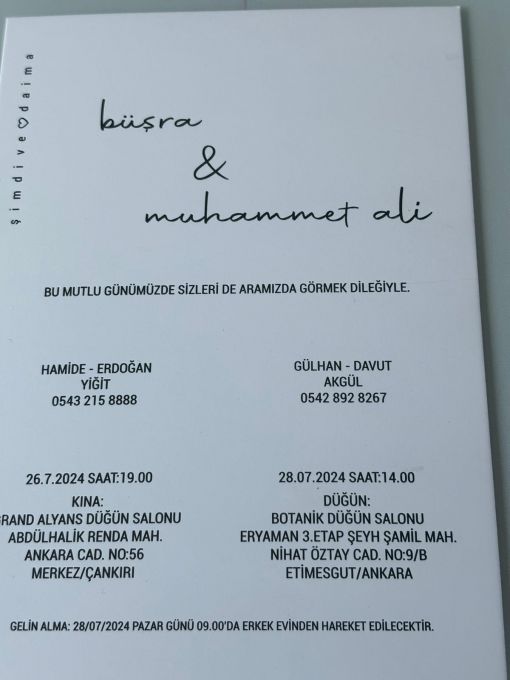 şimdi ve♡daima
büşra
&
muhammet ali
BU MUTLU GÜNÜMÜZDE SİZLERİ DE ARAMIZDA GÖRMEK DİLEĞİYLE.
HAMİDE - ERDOĞAN
YİĞİT
0543 215 8888
GÜLHAN - DAVUT
AKGÜL
0542 892 8267
26.7.2024 SAAT:19.00
KINA:
GRAND ALYANS DÜĞÜN SALONU
ABDÜLHALİK RENDA MAH.
ANKARA CAD. NO:56
MERKEZ/ÇANKIRI
28.07.2024 SAAT:14.00
DÜĞÜN:
BOTANİK DÜĞÜN SALONU
ERYAMAN 3.ETAP ŞEYH ŞAMİL MAH.
NİHAT ÖZTAY CAD. NO:9/B
ETİMESGUT/ANKARA
GELİN ALMA: 28/07/2024 PAZAR GÜNÜ 09.00'DA ERKEK EVİNDEN HAREKET EDİLECEKTİR.